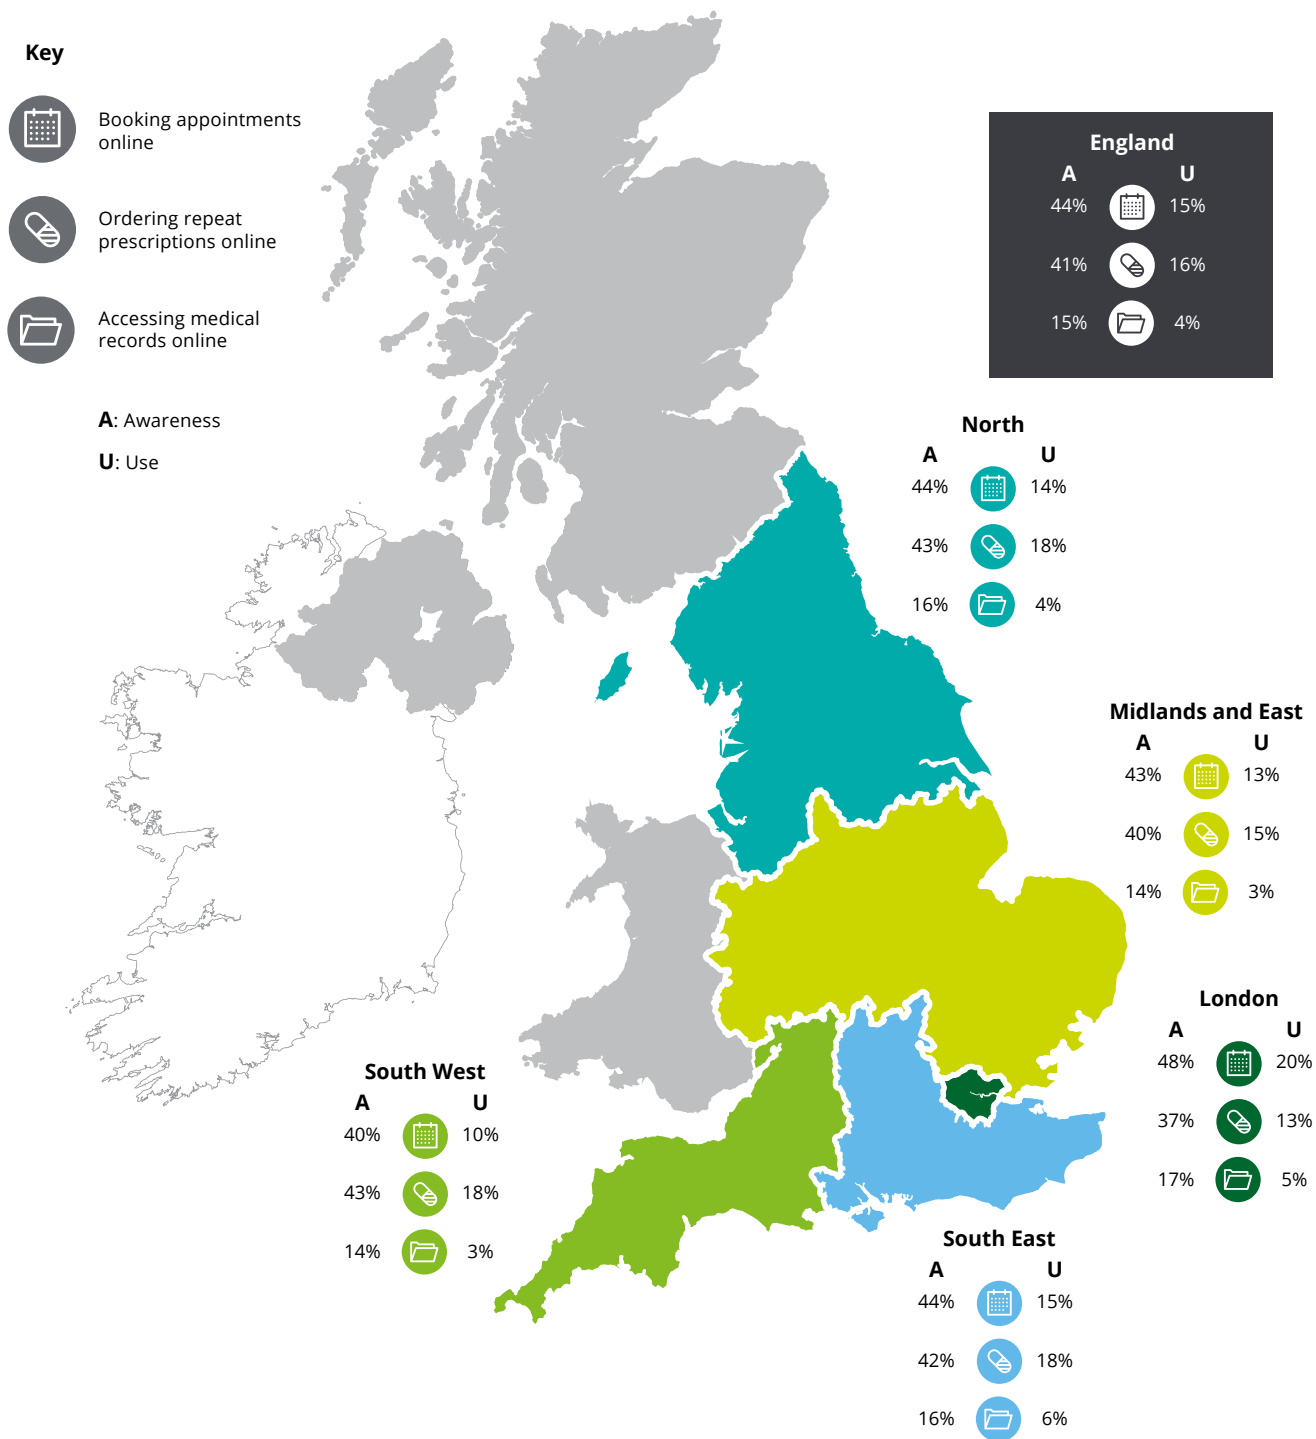 Key
Booking appointments
online
Ordering repeat
prescriptions online
Accessing medical
records online
A: Awareness
U: Use
England
A U
44% 15%
41% 16%
15% 4%
North
A U
44% 14%
43% 18%
16% 4%
Midlands and East
A U
43% 13%
40% 15%
14% 3%
London
A U
48% 20%
37% 13%
17% 5%
South West
A U
40% 10%
43% 18%
14% 3%
South East
A U
44% 15%
42% 18%
16% 6%